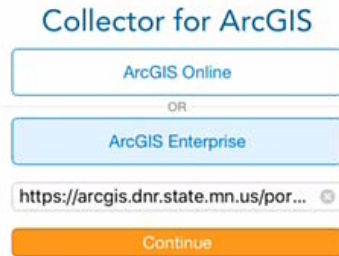 Collector for ArcGIS
ArcGIS Online
OR
ArcGIS Enterprise
https://arcgis.dnr.state.mn.us/por...
Continue